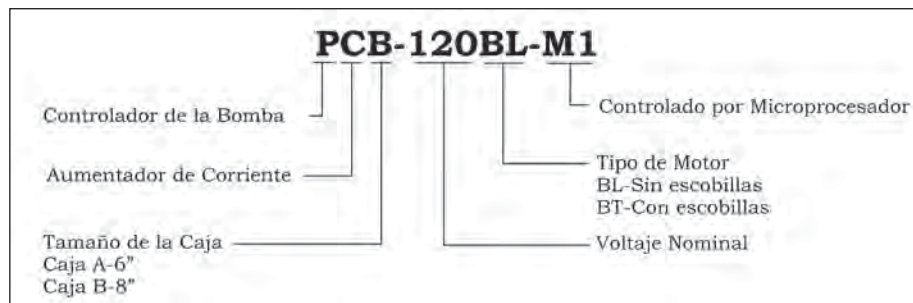 PCB-120BL-M1
Controlador de la Bomba
Aumentador de Corriente
Tamaño de la Caja
Caja A-6”
Caja B-8”
Controlado por Microprocesador
Tipo de Motor
BL-Sin escobillas
BT-Con escobillas
Voltaje Nominal